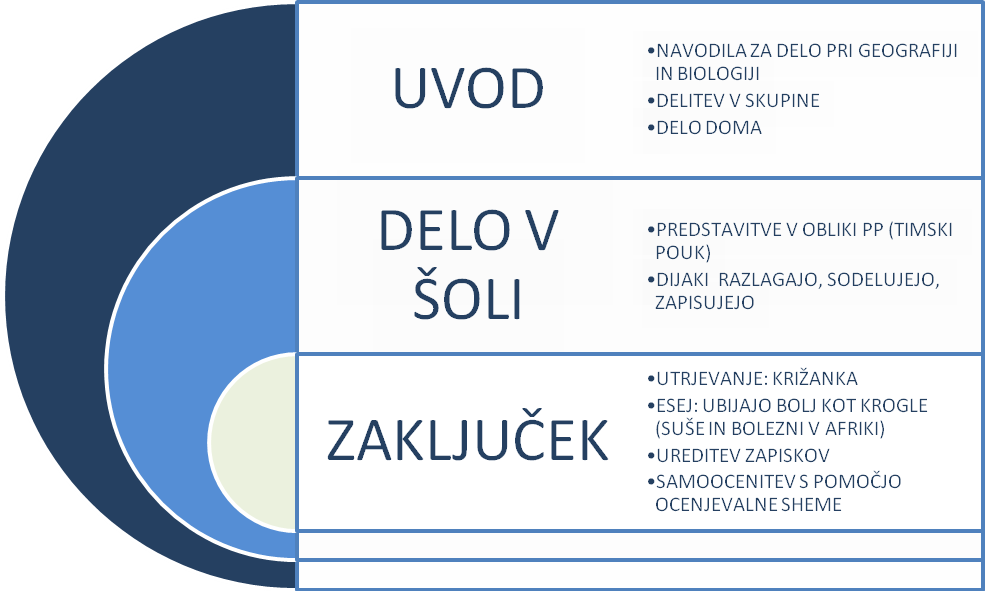 UVOD
•NAVODILA ZA DELO PRI GEOGRAFIJI
IN BIOLOGIJI
•DELITEV V SKUPINE
•DELO DOMA
DELO V
ŠOLI
•PREDSTAVITVE V OBLIKI PP (TIMSKI
POUK)
•DIJAKI RAZLAGAJO, SODELUJEJO,
ZAPISUJEJO
ZAKLJUČEK
•UTRJEVANJE: KRIŽANKA
•ESEJ: UBIJAJO BOLJ KOT KROGLE
(SUŠE IN BOLEZNI V AFRIKI)
•UREDITEV ZAPISKOV
•SAMOOCENITEV S POMOČJO
OCENJEVALNE SHEME